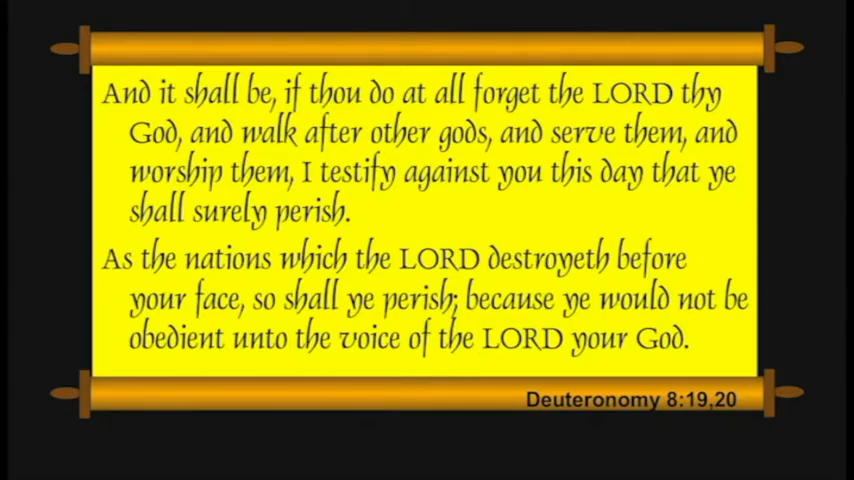 And it shall be, if thou do at all forget the LORD thy
God, and walk after other gods, and serve them, and
worship them, I testify against you this day that ye
shall surely perish.
As the nations which the LORD destroyeth before
your face, so shall ye perish; because ye would not be
obedient unto the voice of the LORD your God.
Deuteronomy 8:19,20